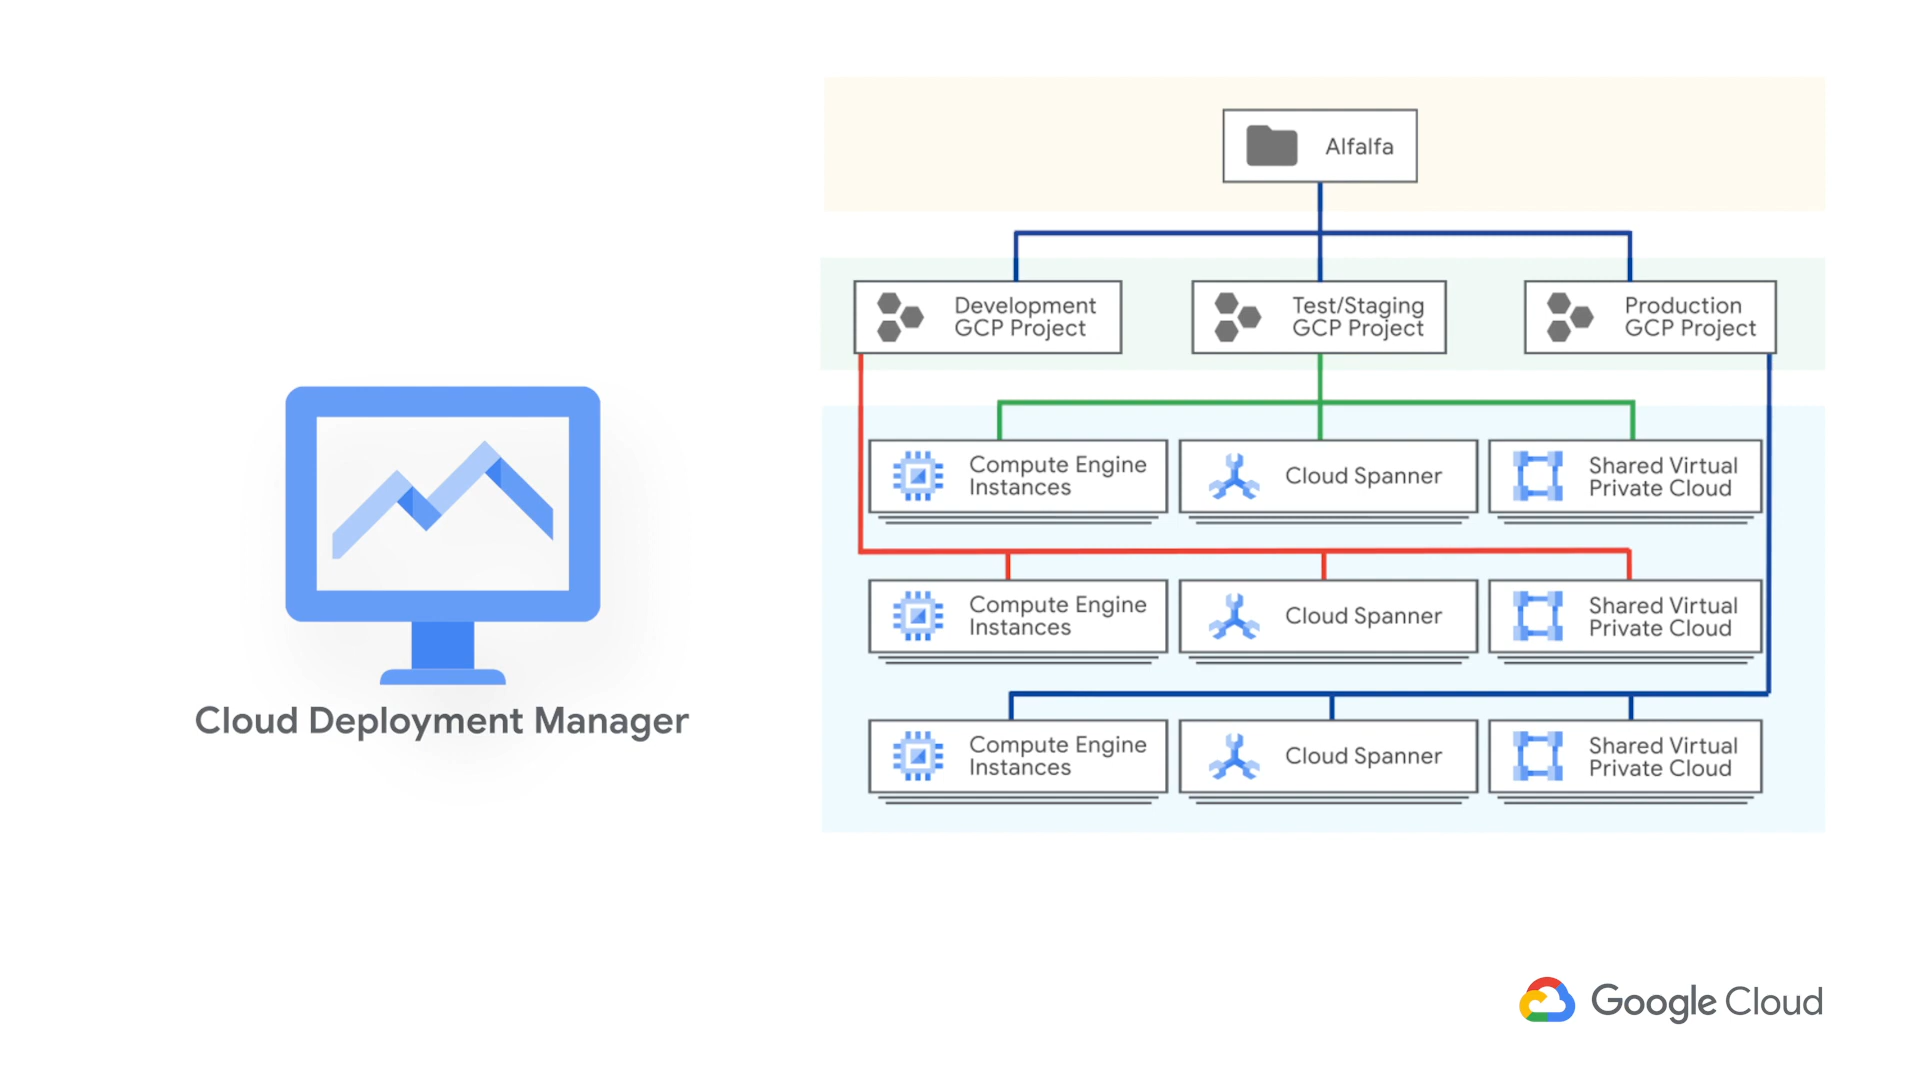 Alfalfa
Development
GCP Project
Test/Staging
GCP Project
Production
GCP Project
Compute Engine
Instances
Cloud Spanner
Shared Virtual
Private Cloud
Compute Engine
Instances
Cloud Spanner
Shared Virtual
Private Cloud
Compute Engine
Instances
Cloud Spanner
Shared Virtual
Private Cloud
Cloud Deployment Manager
Google Cloud